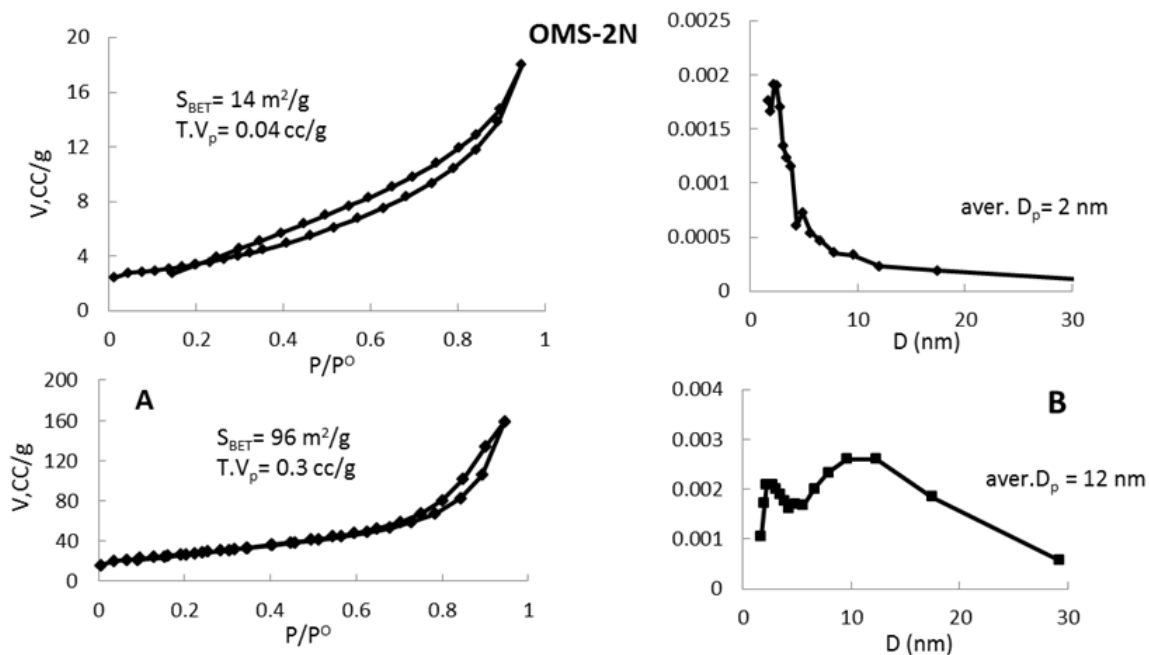 OMS-2N
V,CC/g
20
16
12
8
4
0
S_BET= 14 m²/g
T.V_p= 0.04 cc/g
0 0.2 0.4 0.6 0.8 1
P/P⁰
0.0025
0.002
0.0015
0.001
0.0005
0
aver. D_p= 2 nm
0 10 20 30
D (nm)
A
V,CC/g
200
160
120
80
40
0
S_BET= 96 m²/g
T.V_p= 0.3 cc/g
0 0.2 0.4 0.6 0.8 1
P/P⁰
B
0.004
0.003
0.002
0.001
0
aver.D_p = 12 nm
0 10 20 30
D (nm)